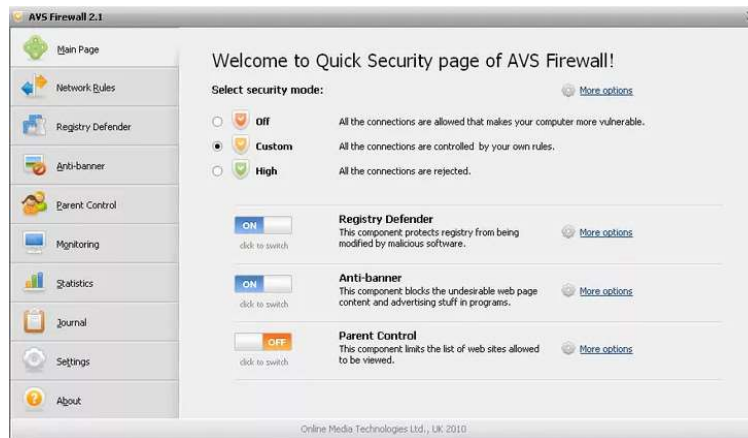 AVS Firewall 2.1
Main Page
Network Rules
Registry Defender
Anti-banner
Parent Control
Monitoring
Statistics
Journal
Settings
About
Welcome to Quick Security page of AVS Firewall!
Select security mode:
More options
Off
All the connections are allowed that makes your computer more vulnerable.
Custom
All the connections are controlled by your own rules.
High
All the connections are rejected.
ON
click to switch
Registry Defender
This component protects registry from being
modified by malicious software.
More options
ON
click to switch
Anti-banner
This component blocks the undesirable web page
content and advertising stuff in programs.
More options
OFF
click to switch
Parent Control
This component limits the list of web sites allowed
to be viewed.
More options
Online Media Technologies Ltd., UK 2010